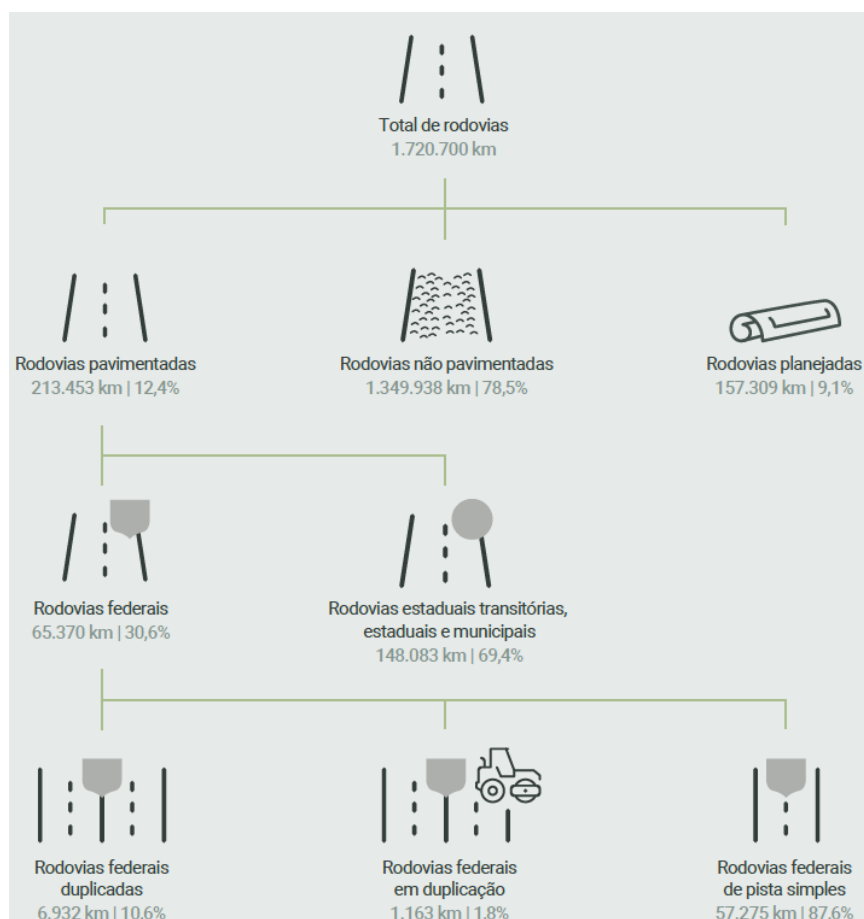 Total de rodovias
1.720.700 km
Rodovias pavimentadas
213.453 km | 12,4%
Rodovias não pavimentadas
1.349.938 km | 78,5%
Rodovias planejadas
157.309 km | 9,1%
Rodovias federais
65.370 km | 30,6%
Rodovias estaduais transitórias,
estaduais e municipais
148.083 km | 69,4%
Rodovias federais
duplicadas
6.932 km | 10,6%
Rodovias federais
em duplicação
1.163 km | 1,8%
Rodovias federais
de pista simples
57.275 km | 87,6%